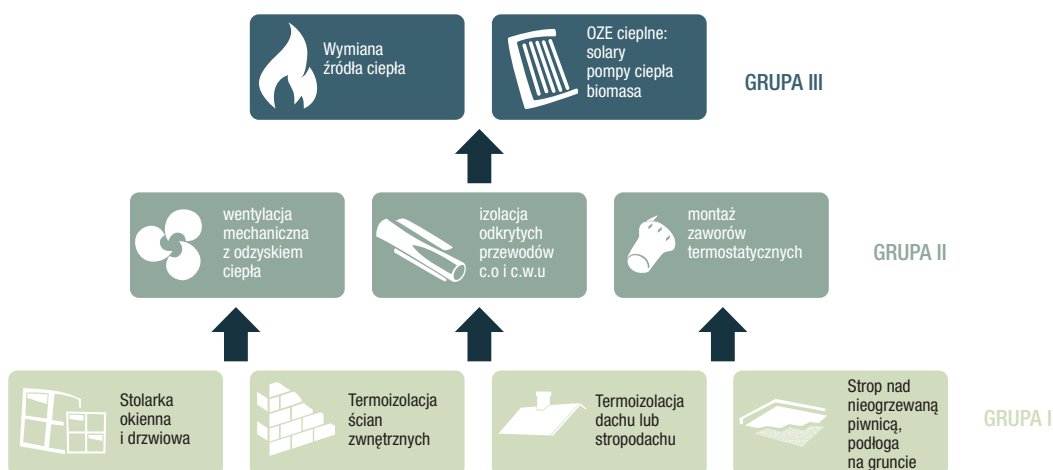 Wymiana
źródła ciepła
OZE cieplne:
solary
pompy ciepła
biomasa
GRUPA III
wentylacja
mechaniczna
z odzyskiem
ciepła
izolacja
odkrytych
przewodów
c.o i c.w.u
montaż
zaworów
termostatycznych
GRUPA II
Stolarka
okienna
i drzwiowa
Termoizolacja
ścian
zwnętrznych
Termoizolacja
dachu lub
stropodachu
Strop nad
nieogrzewaną
piwnicą,
podłoga
na gruncie
GRUPA I